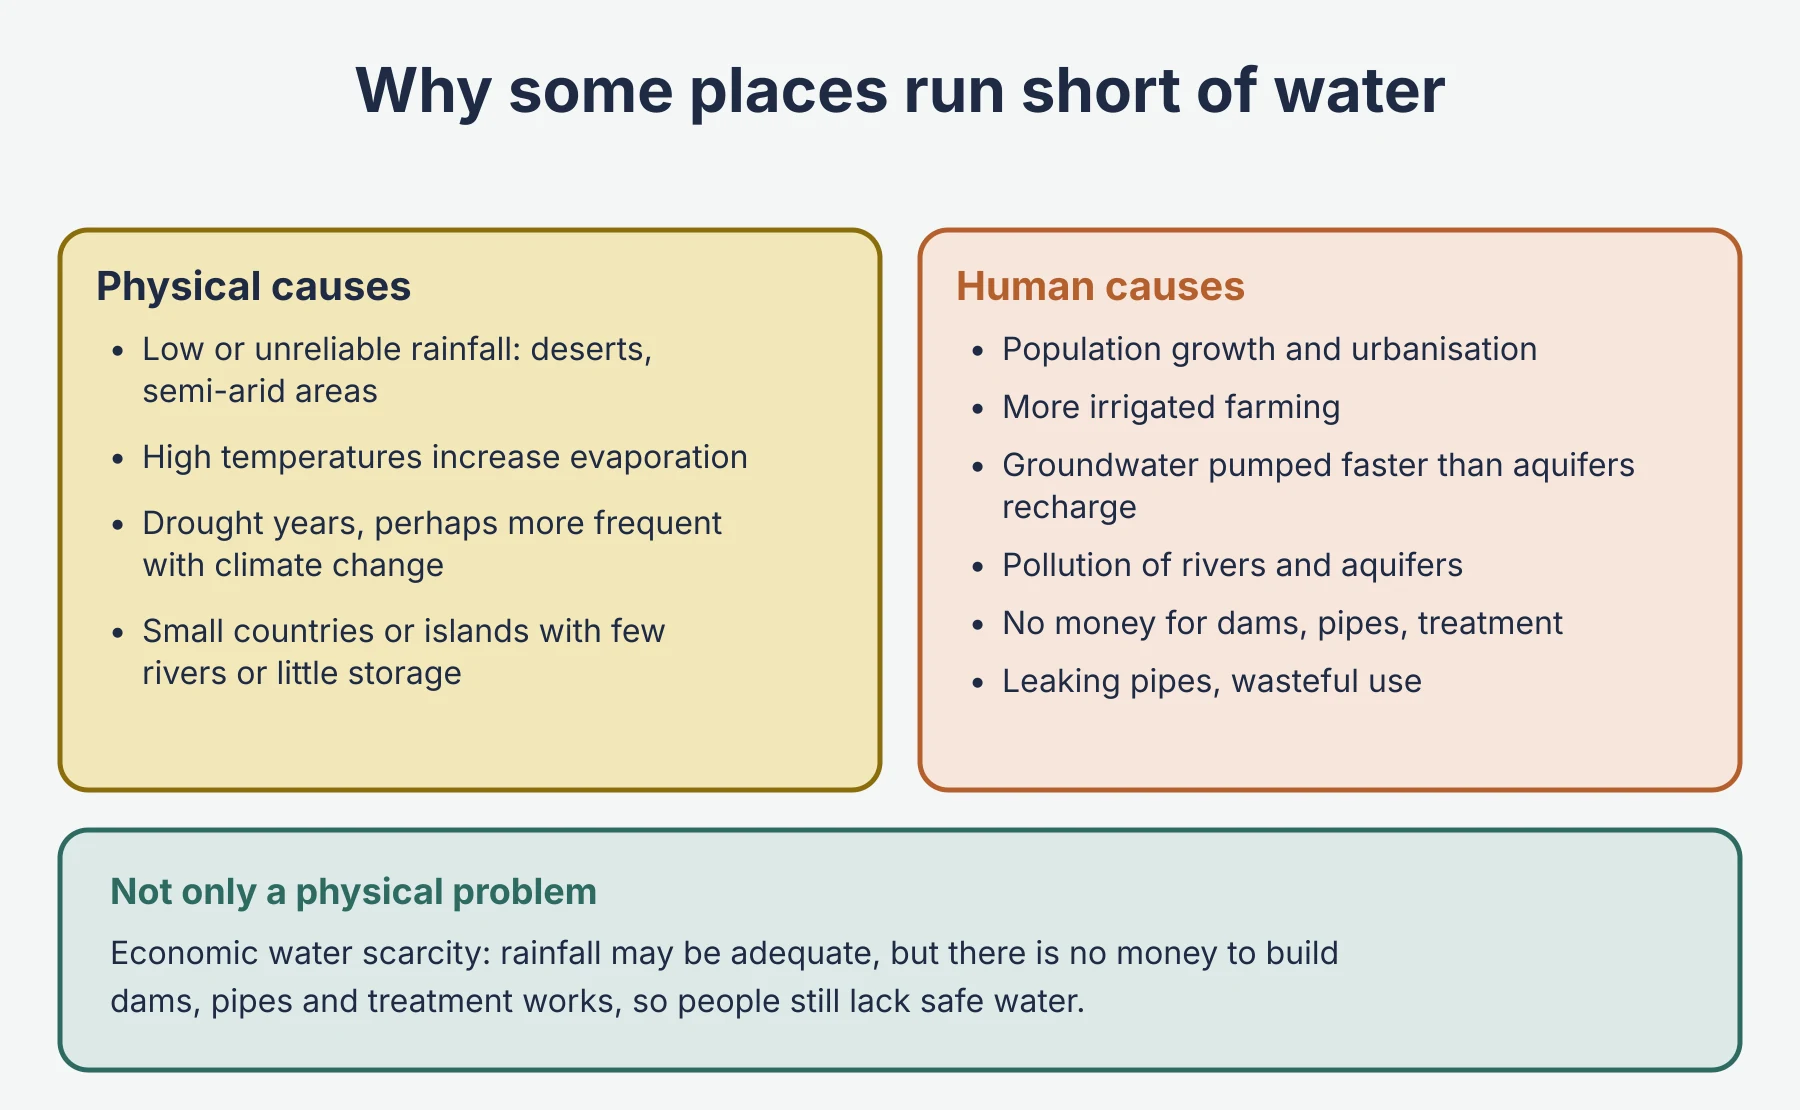 Why some places run short of water
Physical causes
• Low or unreliable rainfall: deserts,
semi-arid areas
• High temperatures increase evaporation
• Drought years, perhaps more frequent
with climate change
• Small countries or islands with few
rivers or little storage
Human causes
• Population growth and urbanisation
• More irrigated farming
• Groundwater pumped faster than aquifers
recharge
• Pollution of rivers and aquifers
• No money for dams, pipes, treatment
• Leaking pipes, wasteful use
Not only a physical problem
Economic water scarcity: rainfall may be adequate, but there is no money to build
dams, pipes and treatment works, so people still lack safe water.